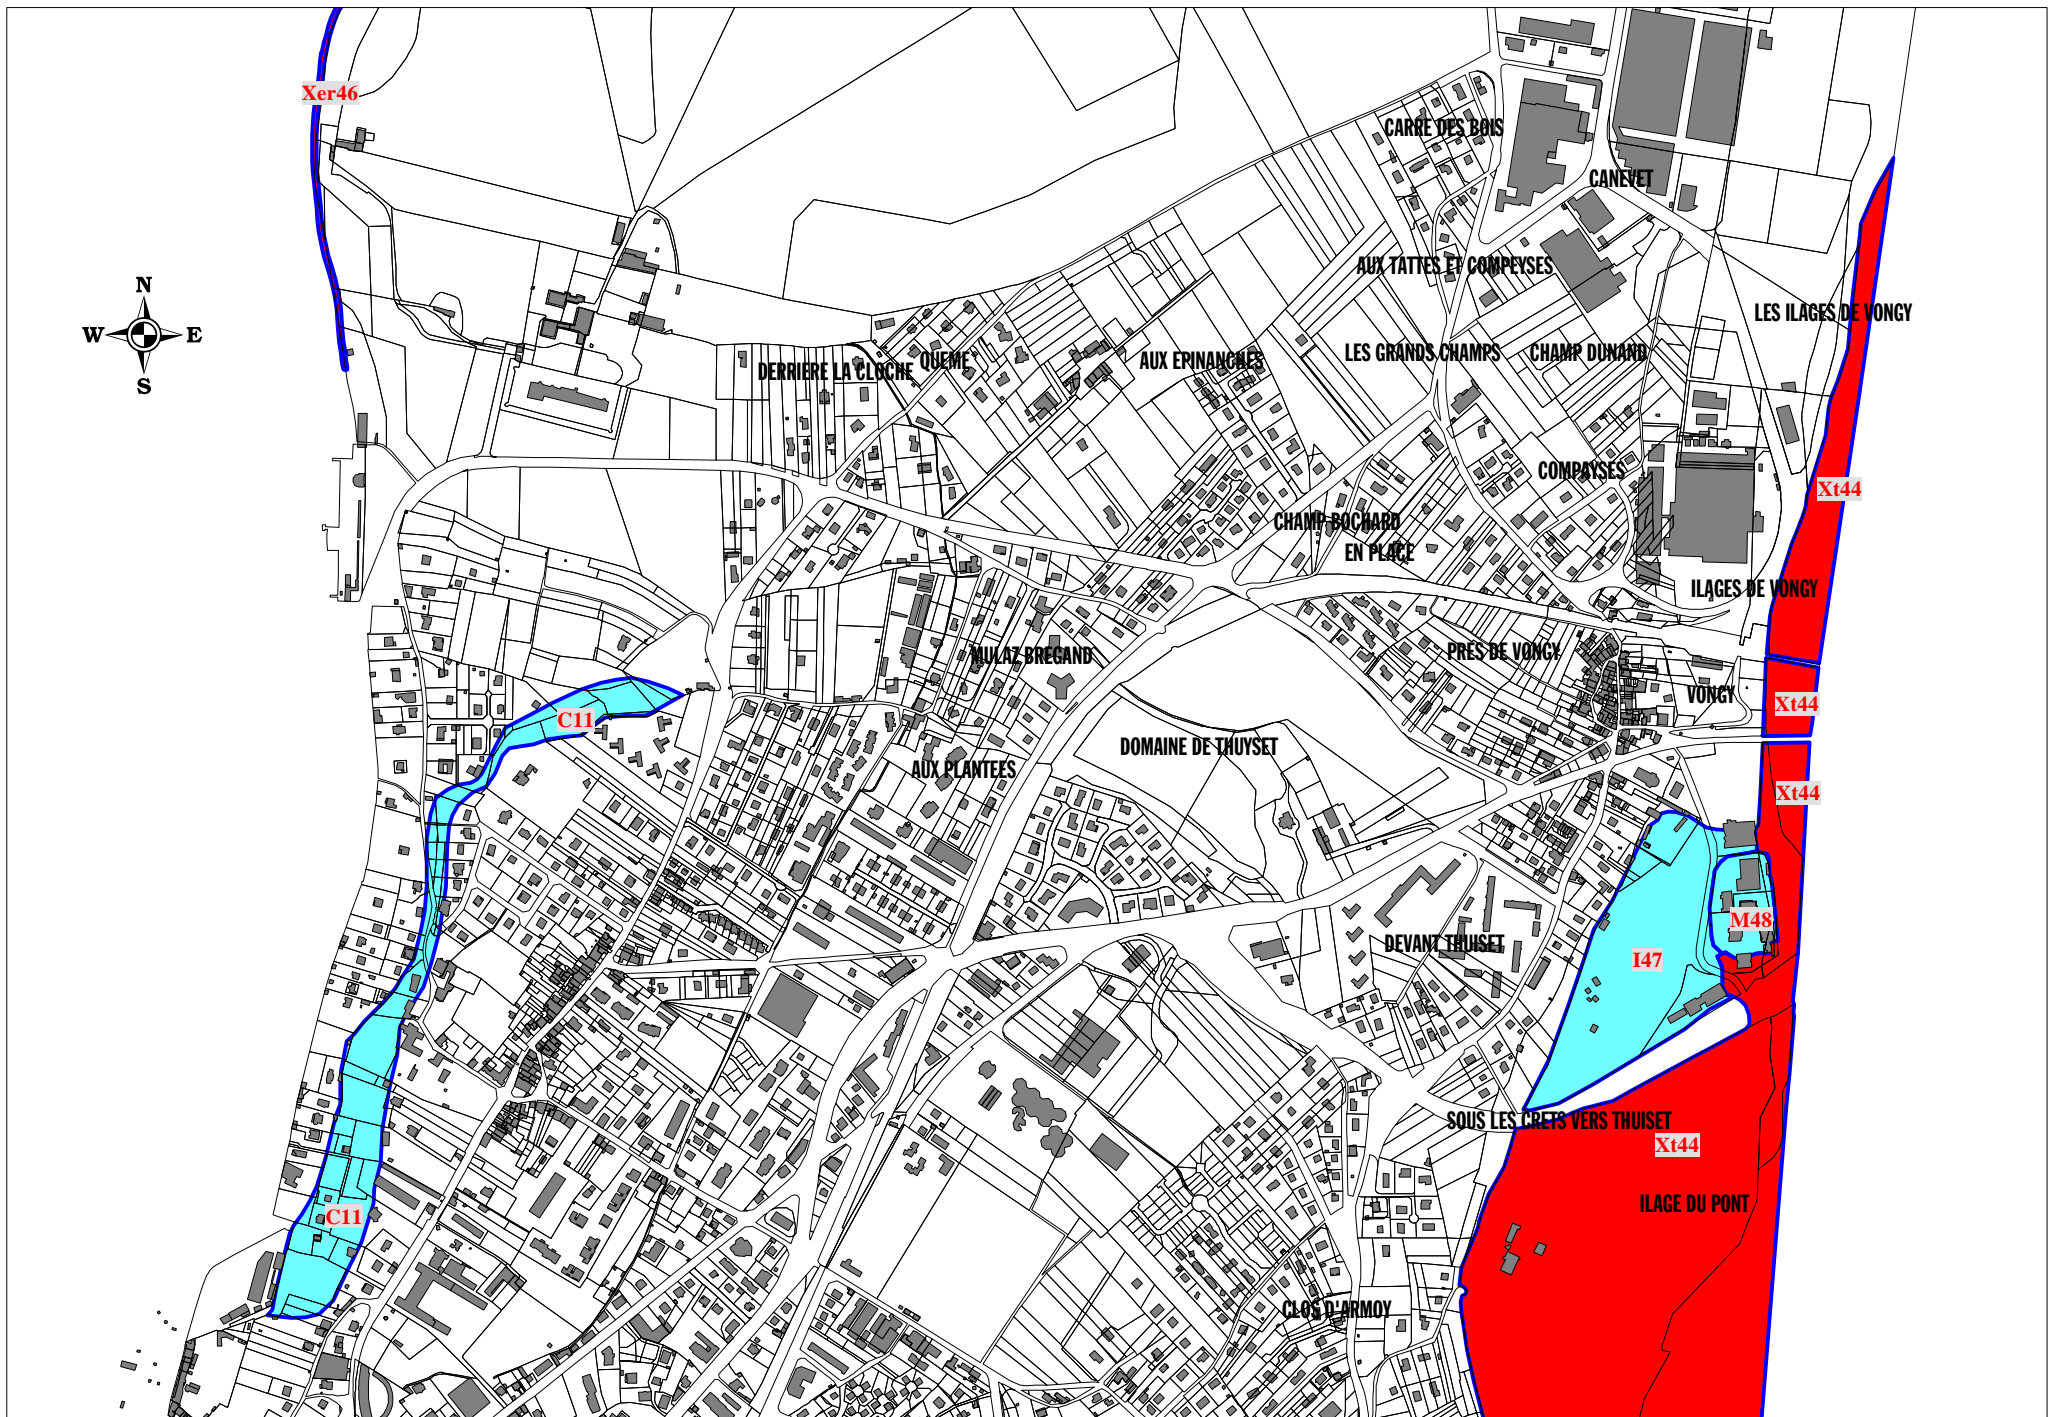 Xer46
CARRE DES BOIS
CANEVET
AUX TATTES ET COMPEYSES
N
W E
S
LES ILAGES DE VONGY
DERRIERE LA CLOCHE
QUEME
AUX EPINANCHES
LES GRANDS CHAMPS
CHAMP DUNAND
COMPAYSES
Xt44
CHAMP BOCHARD
EN PLACE
ILAGES DE VONGY
MULAZ BREGAND
PRES DE VONGY
VONGY
Xt44
C11
DOMAINE DE THUYSET
AUX PLANTEES
Xt44
M48
DEVANT THUISET
I47
SOUS LES CRETS VERS THUISET
Xt44
ILAGE DU PONT
C11
CLOS D'ARMOY